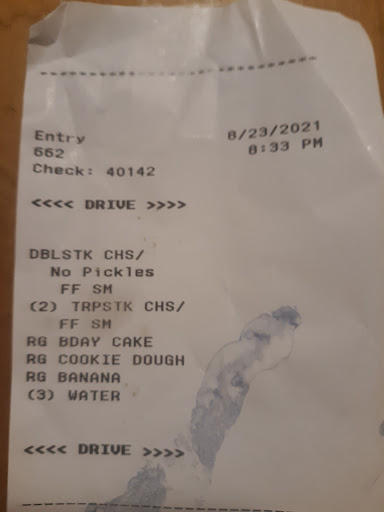 Entry 8/23/2021
662 8:33 PM
Check: 40142
<<<< DRIVE >>>>
DBLSTK CHS/
No Pickles
FF SM
(2) TRPSTK CHS/
FF SM
RG BDAY CAKE
RG COOKIE DOUGH
RG BANANA
(3) WATER
<<<< DRIVE >>>>